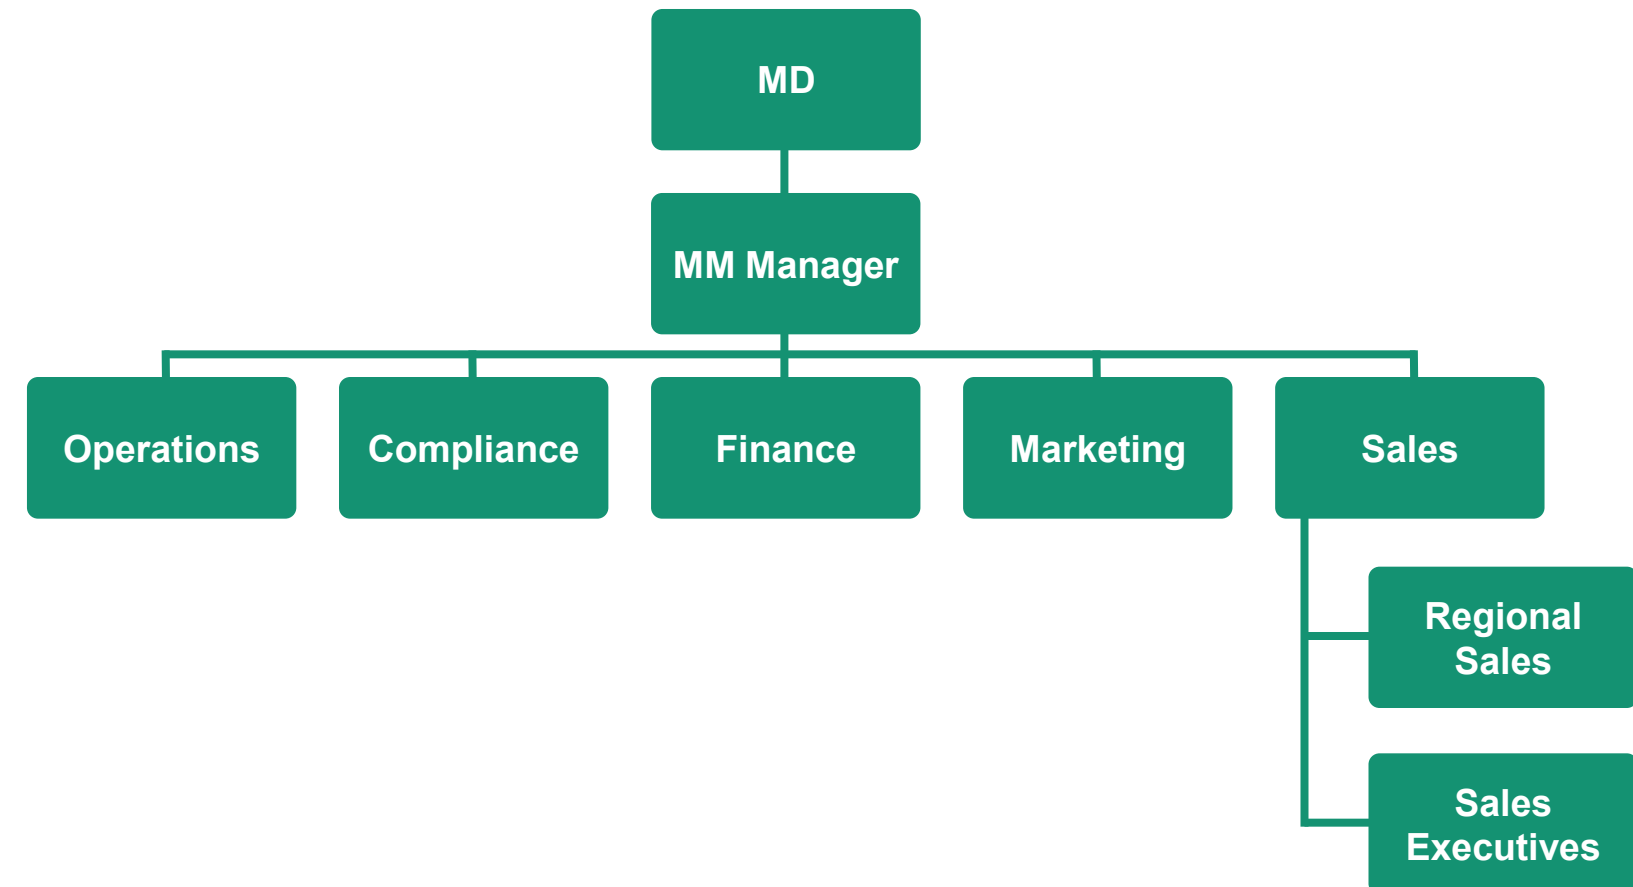 MD
MM Manager
Operations
Compliance
Finance
Marketing
Sales
Regional
Sales
Sales
Executives